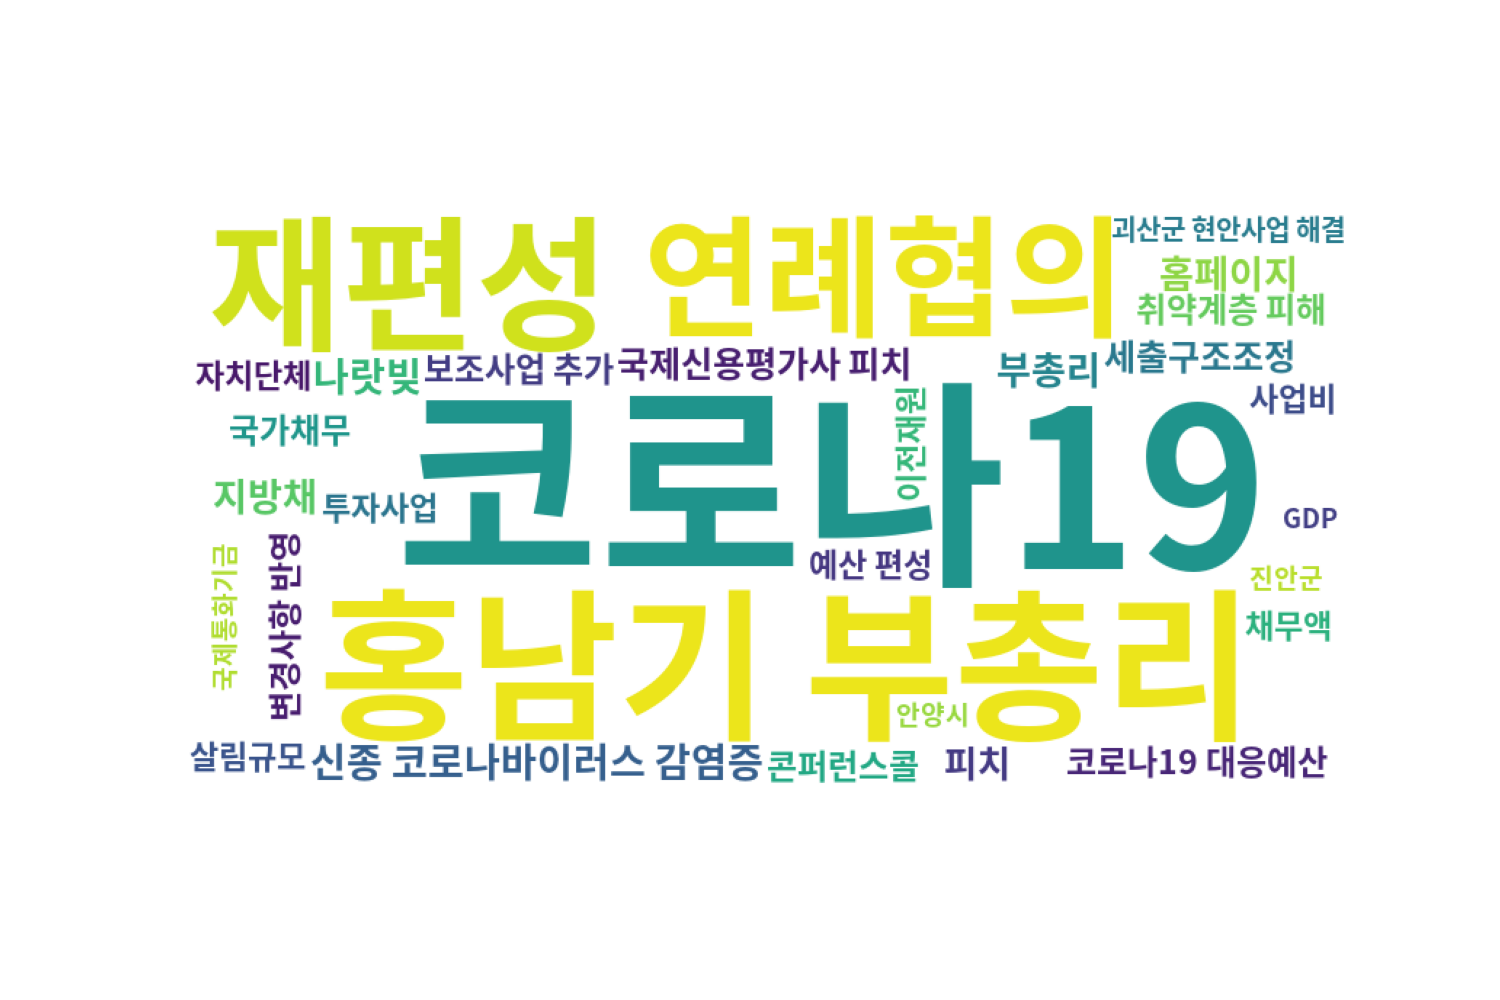 재편성 연례협의 괴산군 현안사업 해결
홈페이지
취약계층 피해
자치단체 나랏빚 보조사업 추가 국제신용평가사 피치 부총리 세출구조조정
사업비
국가채무
코로나19
이전재원
지방채 투자사업
GDP
예산 편성
국제통화기금
변경사항 반영
진안군
채무액
홍남기 부총리
안양시
살림규모 신종 코로나바이러스 감염증 콘퍼런스콜 피치 코로나19 대응예산